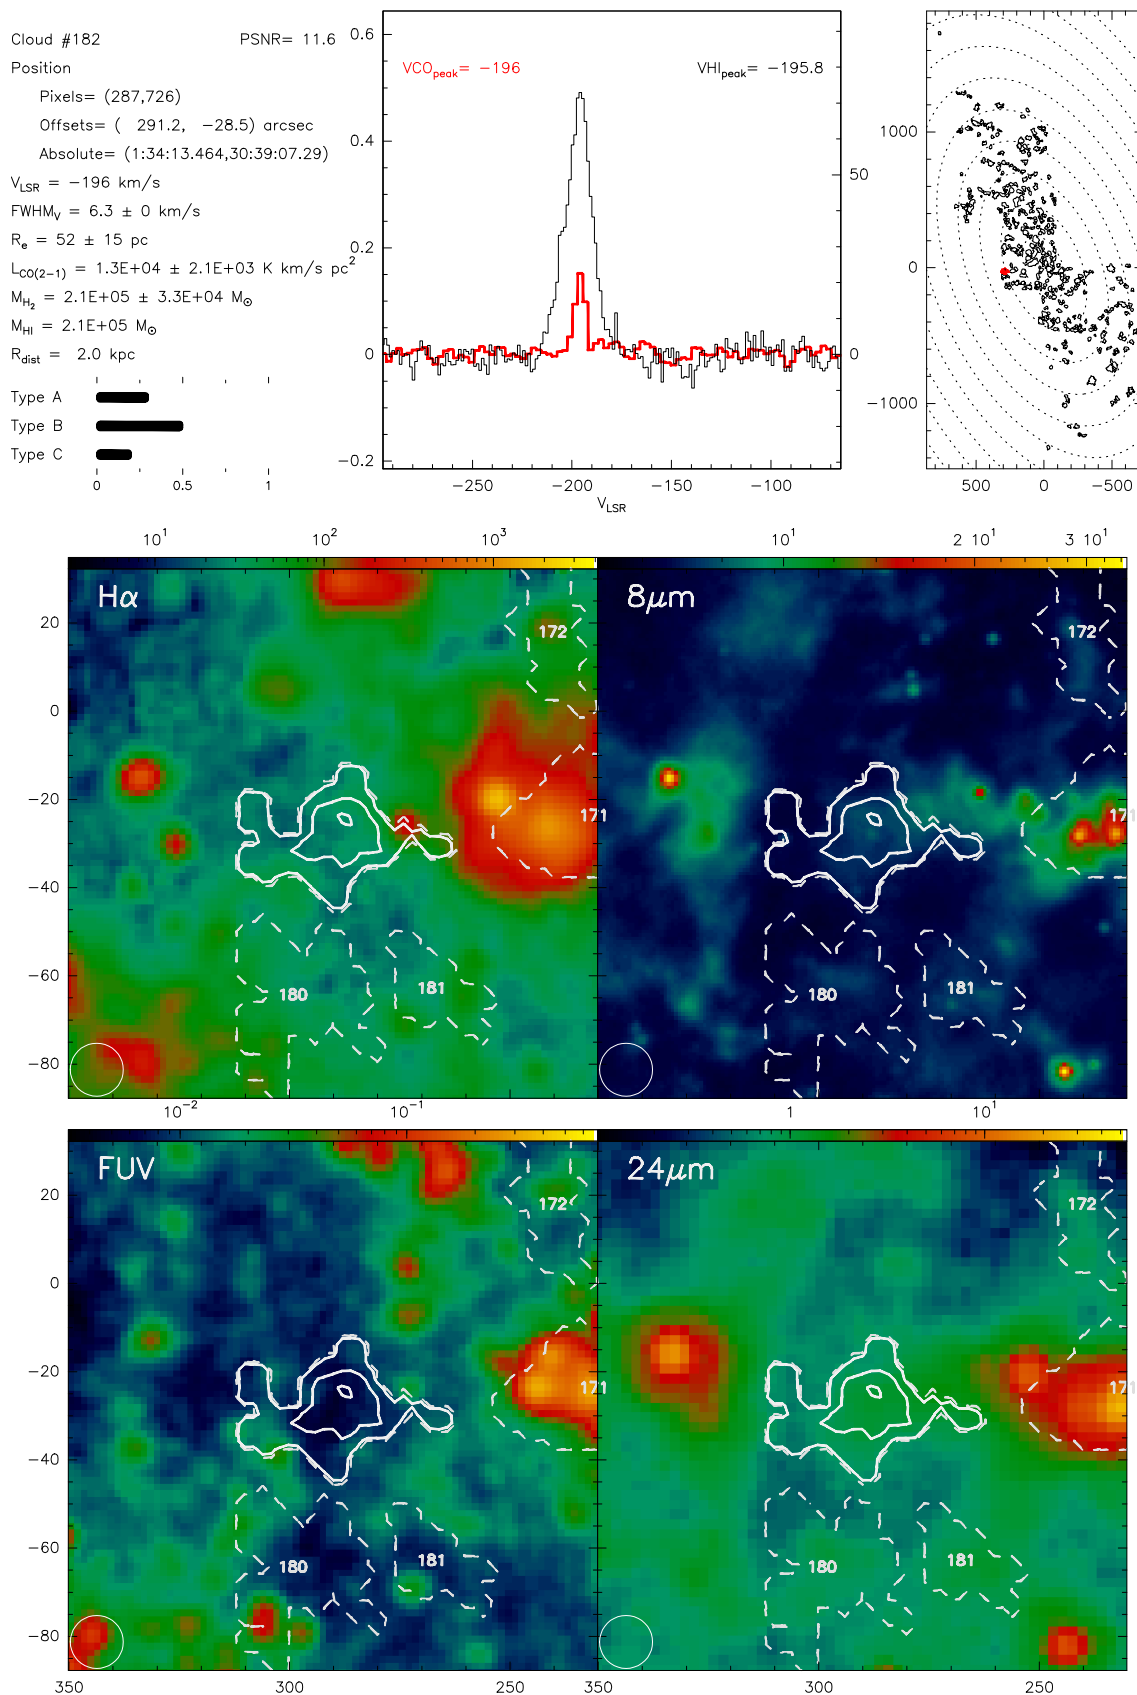 Cloud #182 PSNR= 11.6
Position
Pixels= (287,726)
Offsets= ( 291.2, −28.5) arcsec
Absolute= (1:34:13.464,30:39:07.29)
V_LSR = −196 km/s
FWHM_V = 6.3 ± 0 km/s
R_e = 52 ± 15 pc
L_CO(2−1) = 1.3E+04 ± 2.1E+03 K km/s pc²
M_H₂ = 2.1E+05 ± 3.3E+04 M☉
M_HI = 2.1E+05 M☉
R_dist = 2.0 kpc
Type A
Type B
Type C
0 0.5 1
VCO_peak= −196 VHI_peak= −195.8
0.6
0.4
0.2
0
−0.2
50
0
−250 −200 −150 −100
V_LSR
1000
0
−1000
500 0 −500
10¹ 10² 10³
10¹ 2 10¹ 3 10¹
Hα
8μm
172
171
180
181
172
171
180
181
20
0
−20
−40
−60
−80
10⁻² 10⁻¹
1 10¹
FUV
24μm
172
171
180
181
172
171
180
181
20
0
−20
−40
−60
−80
350 300 350 300 250
250